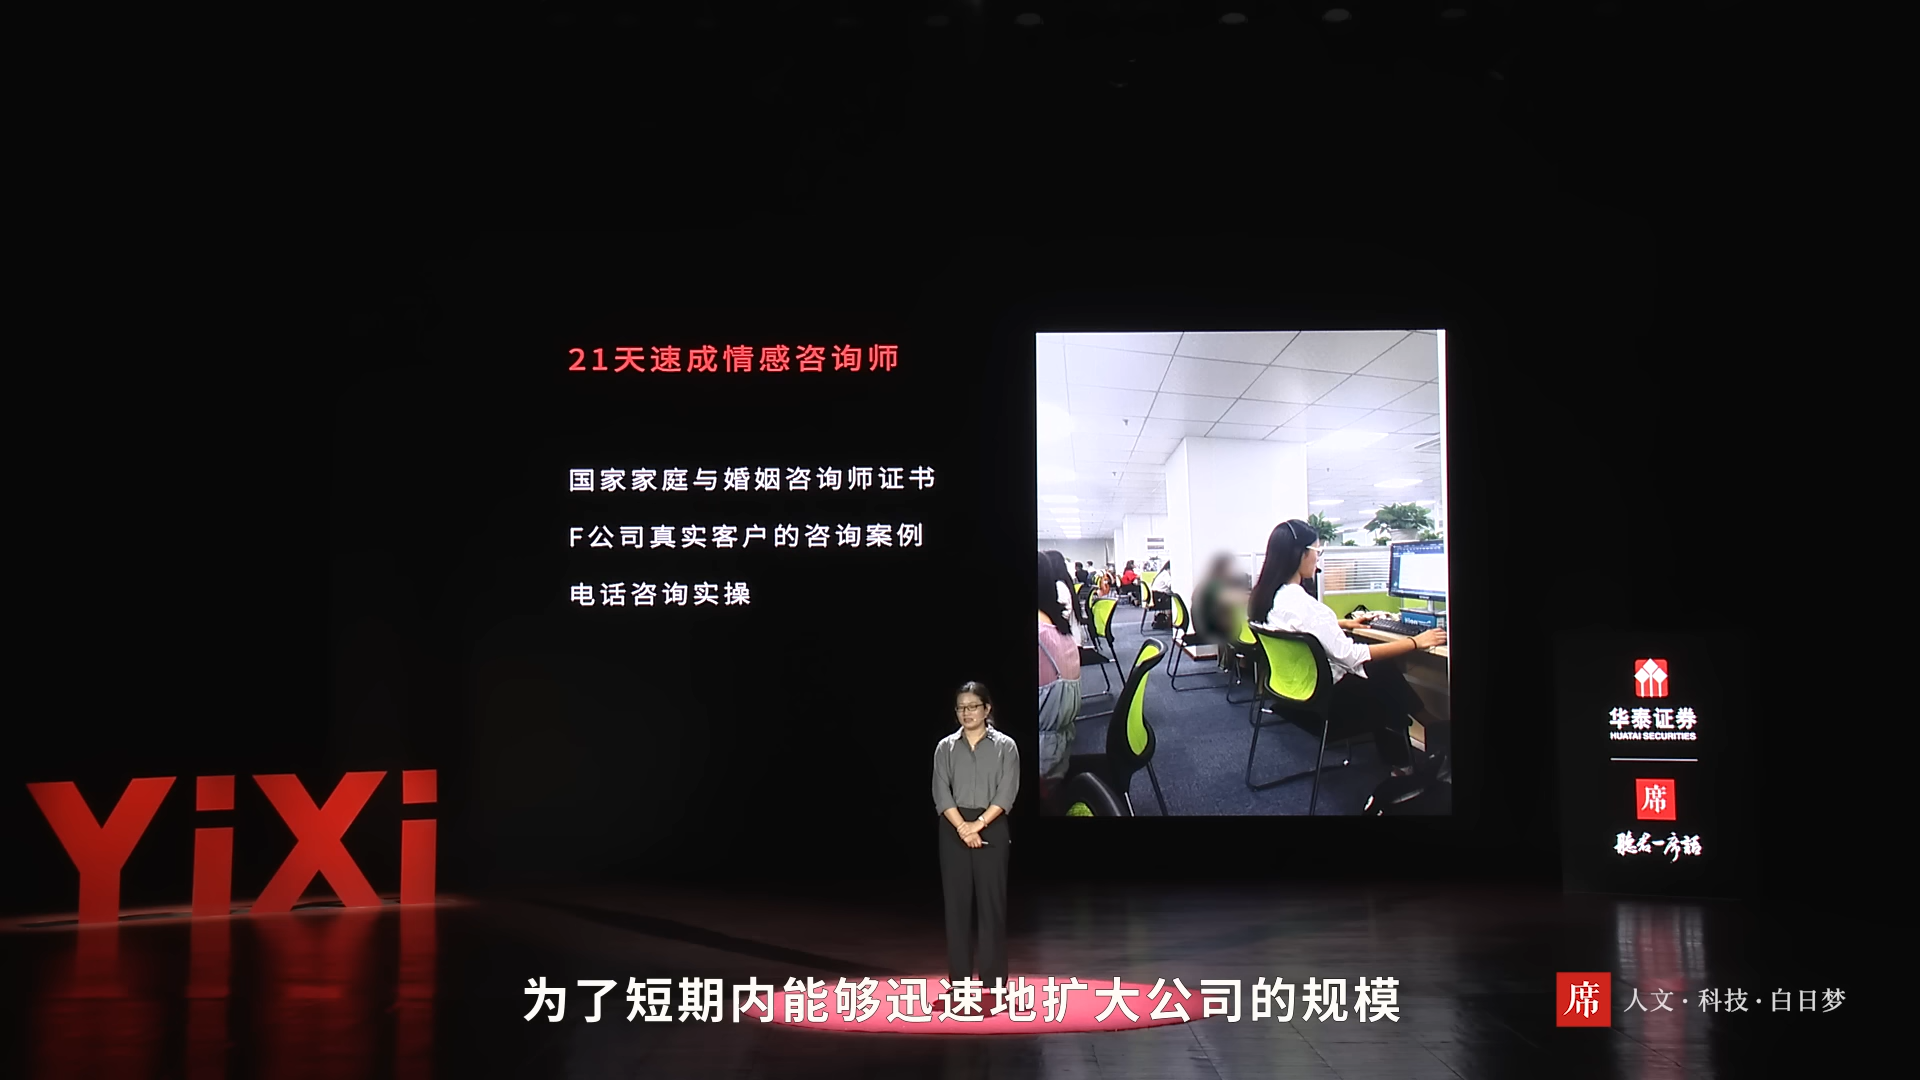 21天速成情感咨询师
国家家庭与婚姻咨询师证书
F公司真实客户的咨询案例
电话咨询实操
YiXi
华泰证券
HUATAI SECURITIES
席
聽君一席話
为了短期内能够迅速地扩大公司的规模
席 人文·科技·白日梦